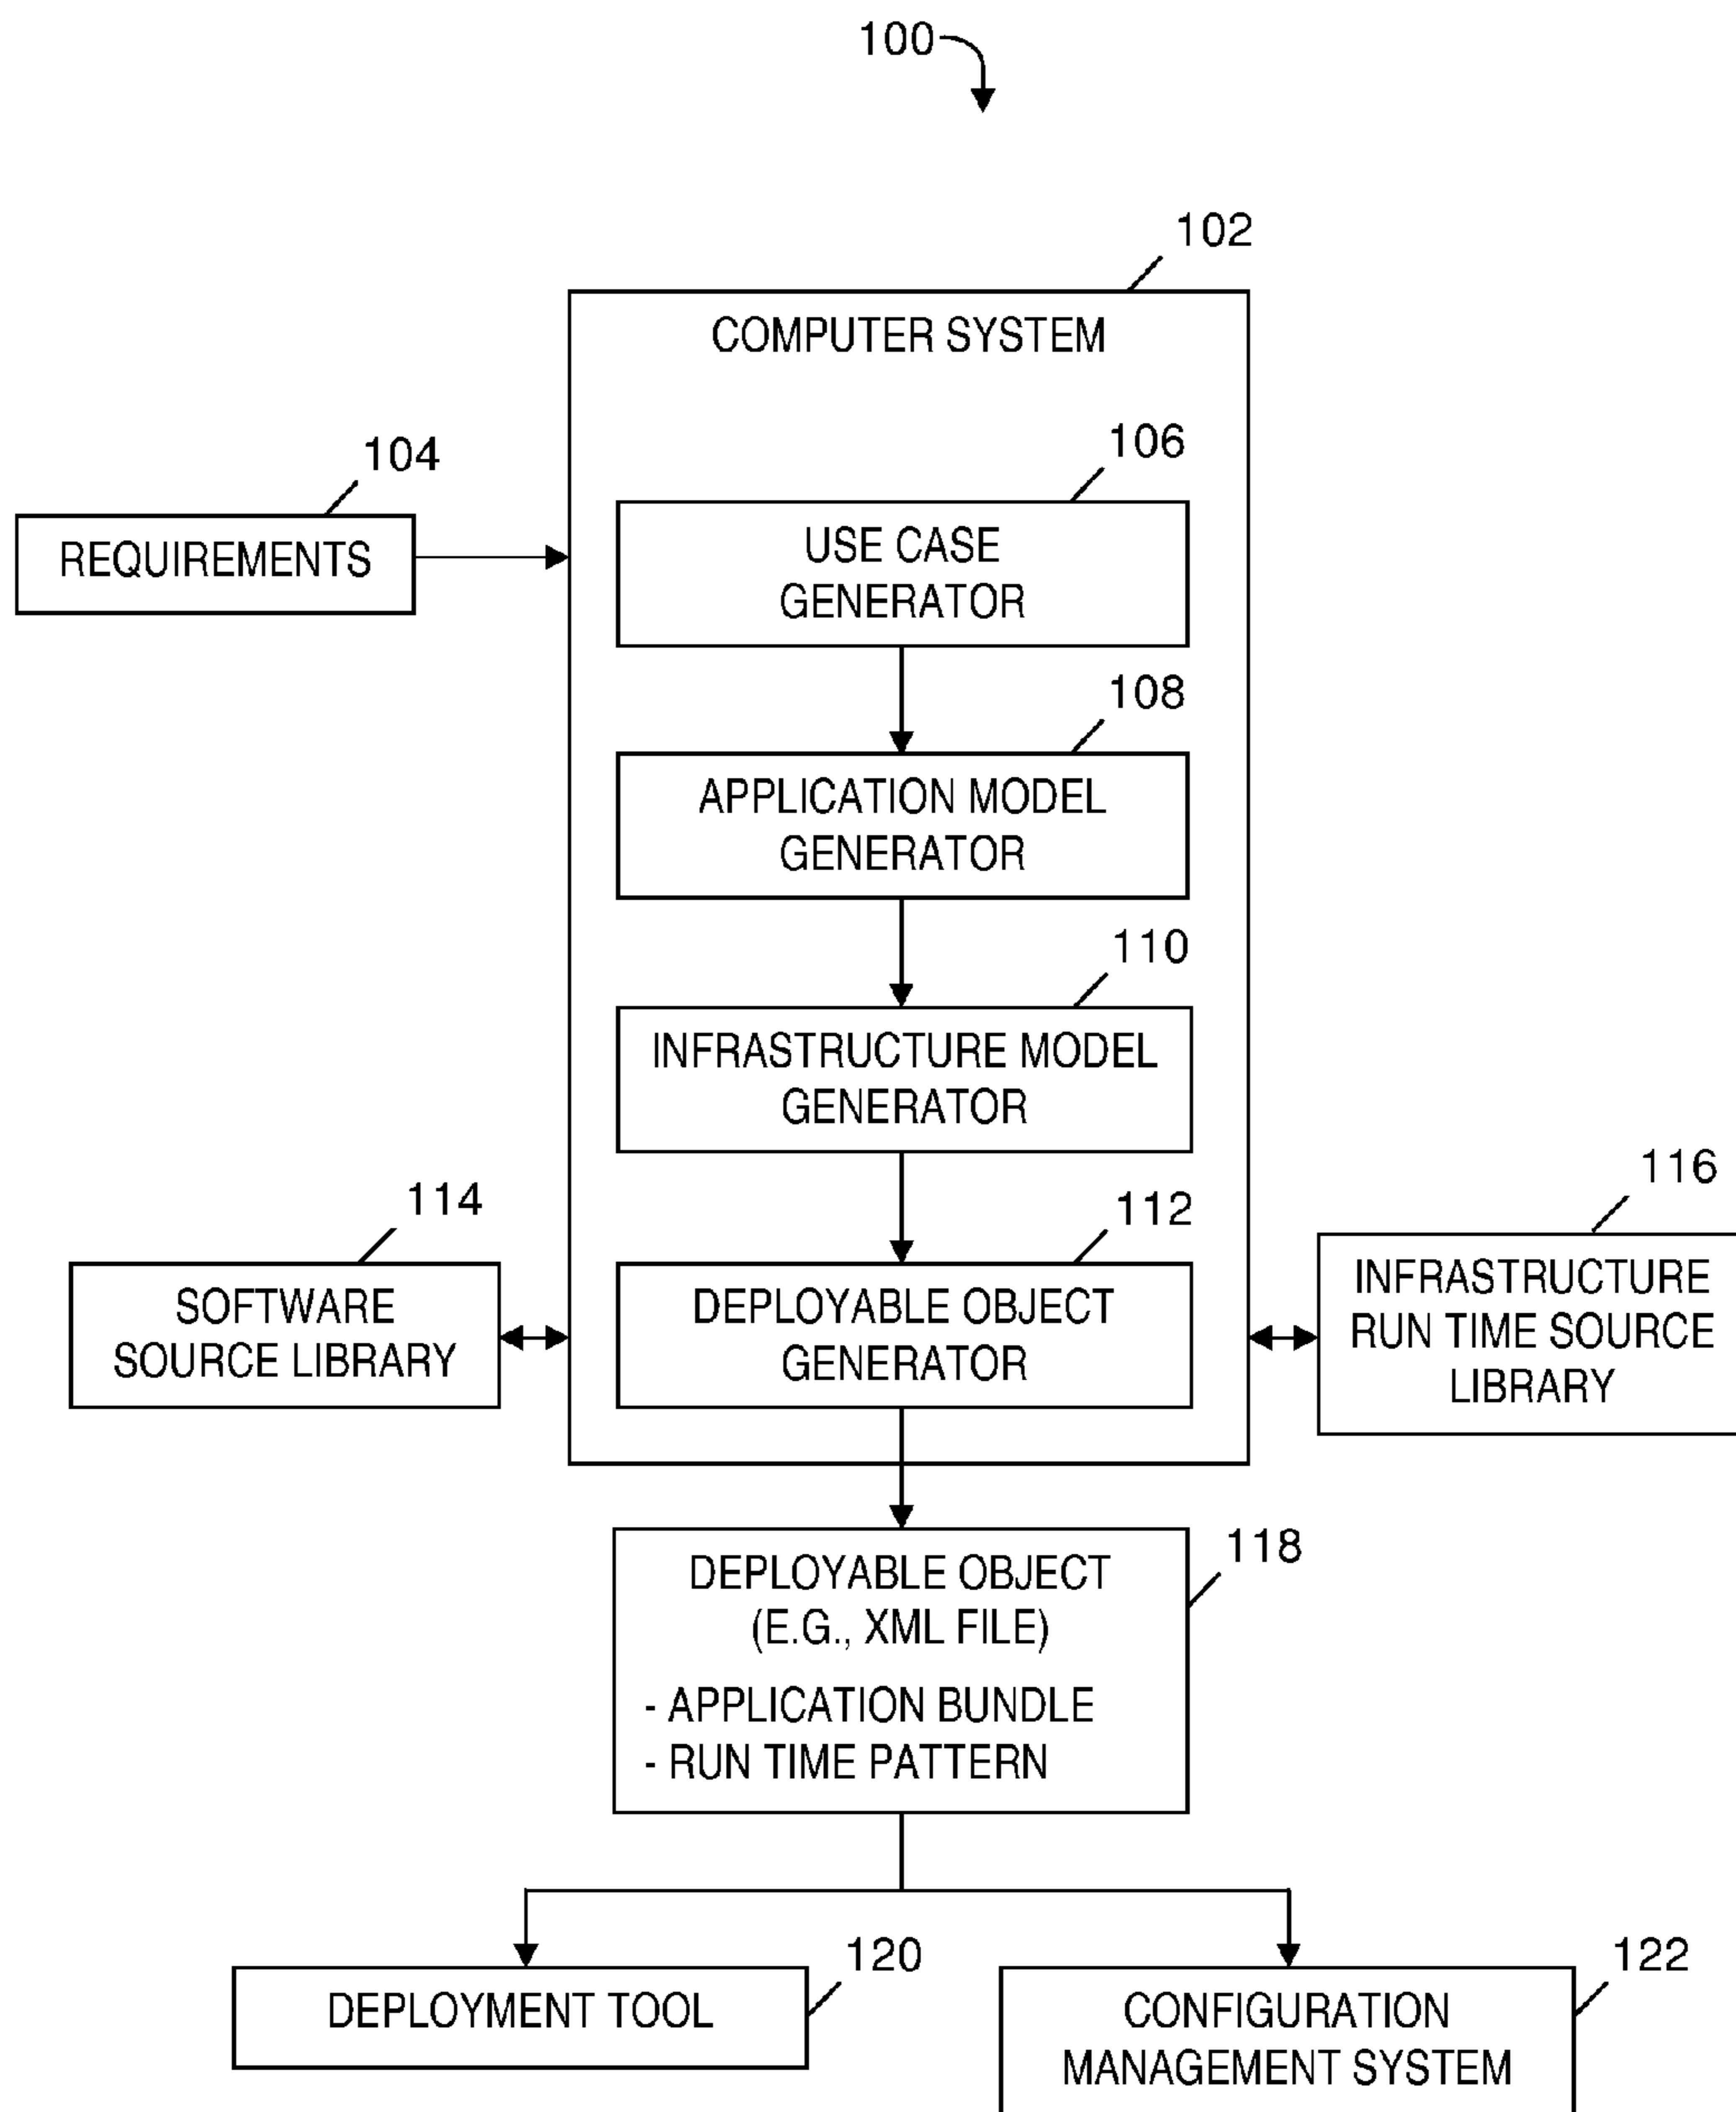 100
102
COMPUTER SYSTEM
104
REQUIREMENTS
106
USE CASE
GENERATOR
108
APPLICATION MODEL
GENERATOR
110
INFRASTRUCTURE MODEL
GENERATOR
114
SOFTWARE
SOURCE LIBRARY
112
DEPLOYABLE OBJECT
GENERATOR
116
INFRASTRUCTURE
RUN TIME SOURCE
LIBRARY
118
DEPLOYABLE OBJECT
(E.G., XML FILE)
- APPLICATION BUNDLE
- RUN TIME PATTERN
120
DEPLOYMENT TOOL
122
CONFIGURATION
MANAGEMENT SYSTEM